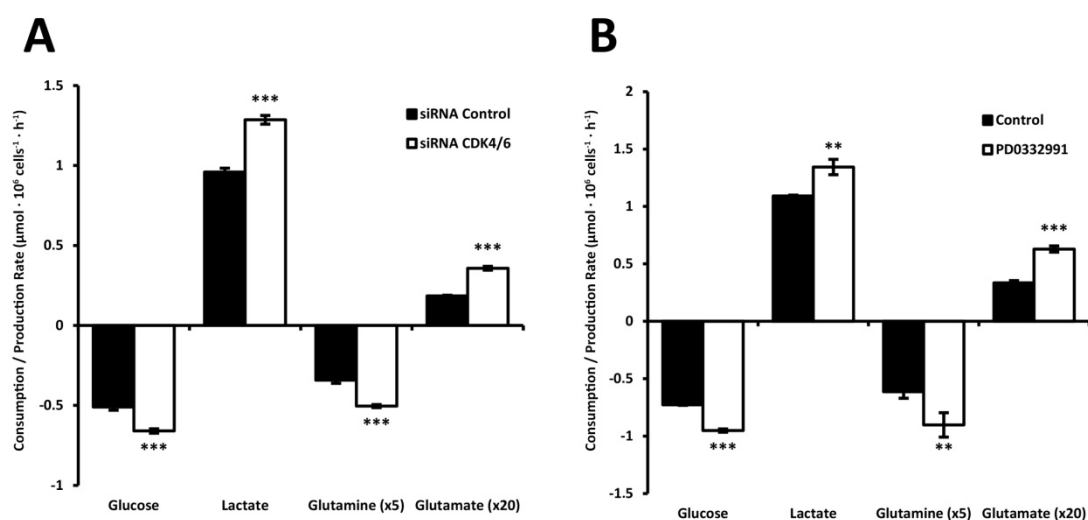 A
Consumption / Production Rate (μmol · 10⁶ cells⁻¹ · h⁻¹)
1.5
1
0.5
0
-0.5
-1
***
***
***
***
siRNA Control
siRNA CDK4/6
Glucose Lactate Glutamine (x5) Glutamate (x20)
B
Consumption / Production Rate (μmol · 10⁶ cells⁻¹ · h⁻¹)
2
1.5
1
0.5
0
-0.5
-1
-1.5
**
***
***
**
Control
PD0332991
Glucose Lactate Glutamine (x5) Glutamate (x20)